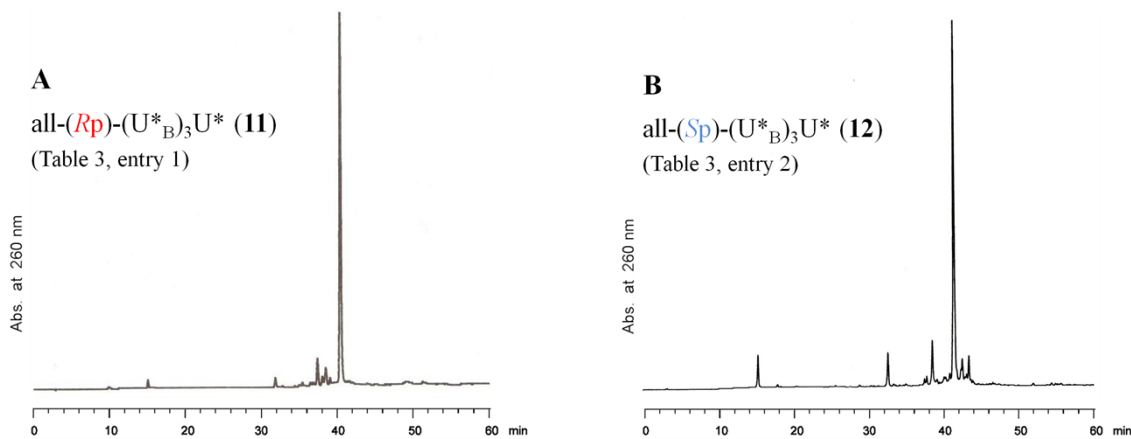 A
all-(Rp)-(U*B)3U* (11)
(Table 3, entry 1)
Abs. at 260 nm
0 10 20 30 40 50 60 min
B
all-(Sp)-(U*B)3U* (12)
(Table 3, entry 2)
Abs. at 260 nm
0 10 20 30 40 50 60 min